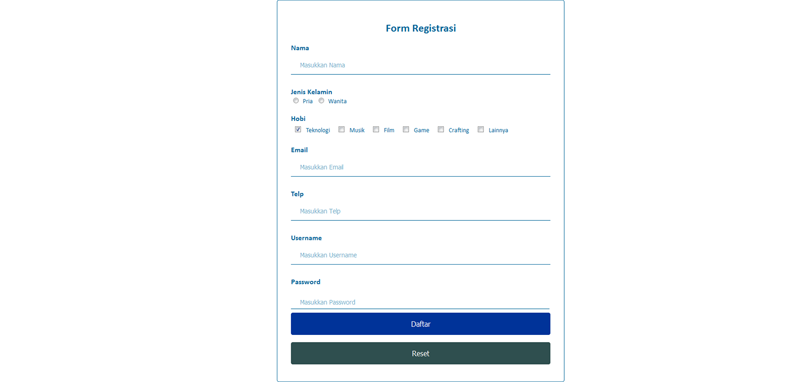 Form Registrasi
Nama
Masukkan Nama
Jenis Kelamin
Pria Wanita
Hobi
Teknologi Musik Film Game Crafting Lainnya
Email
Masukkan Email
Telp
Masukkan Telp
Username
Masukkan Username
Password
Masukkan Password
Daftar
Reset